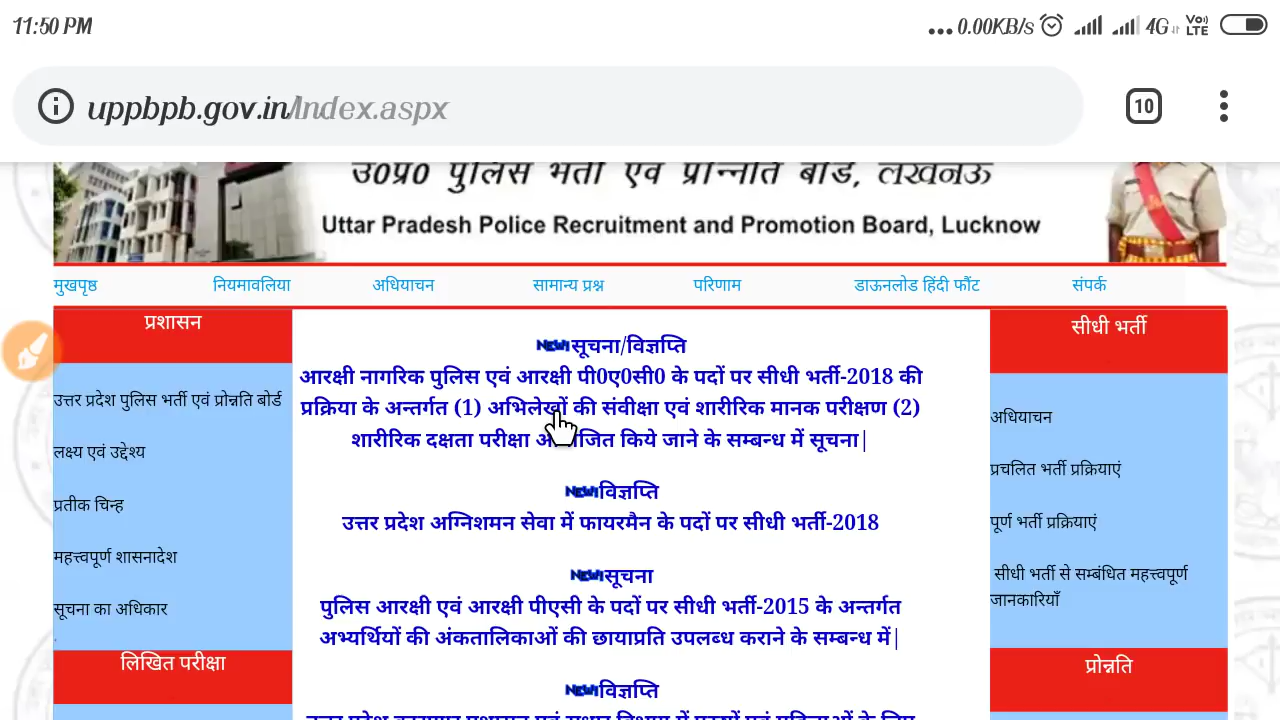 11:50 PM
... 0.00KB/s 4G VoLTE
uppbpb.gov.in/Index.aspx
10
उ0प्र0 पुलिस भर्ती एवं प्रोन्नति बोर्ड, लखनऊ
Uttar Pradesh Police Recruitment and Promotion Board, Lucknow
मुखपृष्ठ नियमावलिया अधियाचन सामान्य प्रश्न परिणाम डाऊनलोड हिंदी फौंट संपर्क
प्रशासन
उत्तर प्रदेश पुलिस भर्ती एवं प्रोन्नति बोर्ड
लक्ष्य एवं उद्देश्य
प्रतीक चिन्ह
महत्त्वपूर्ण शासनादेश
सूचना का अधिकार
लिखित परीक्षा
NEW! सूचना/विज्ञप्ति
आरक्षी नागरिक पुलिस एवं आरक्षी पी0ए0सी0 के पदों पर सीधी भर्ती-2018 की
प्रक्रिया के अन्तर्गत (1) अभिलेखों की संवीक्षा एवं शारीरिक मानक परीक्षण (2)
शारीरिक दक्षता परीक्षा किये जाने के सम्बन्ध में सूचना|
NEW! विज्ञप्ति
उत्तर प्रदेश अग्निशमन सेवा में फायरमैन के पदों पर सीधी भर्ती-2018
NEW! सूचना
पुलिस आरक्षी एवं आरक्षी पीएसी के पदों पर सीधी भर्ती-2015 के अन्तर्गत
अभ्यर्थियों की अंकतालिकाओं की छायाप्रति उपलब्ध कराने के सम्बन्ध में|
NEW! विज्ञप्ति
सीधी भर्ती
अधियाचन
प्रचलित भर्ती प्रक्रियाएं
पूर्ण भर्ती प्रक्रियाएं
सीधी भर्ती से सम्बंधित महत्त्वपूर्ण
जानकारियाँ
प्रोन्नति